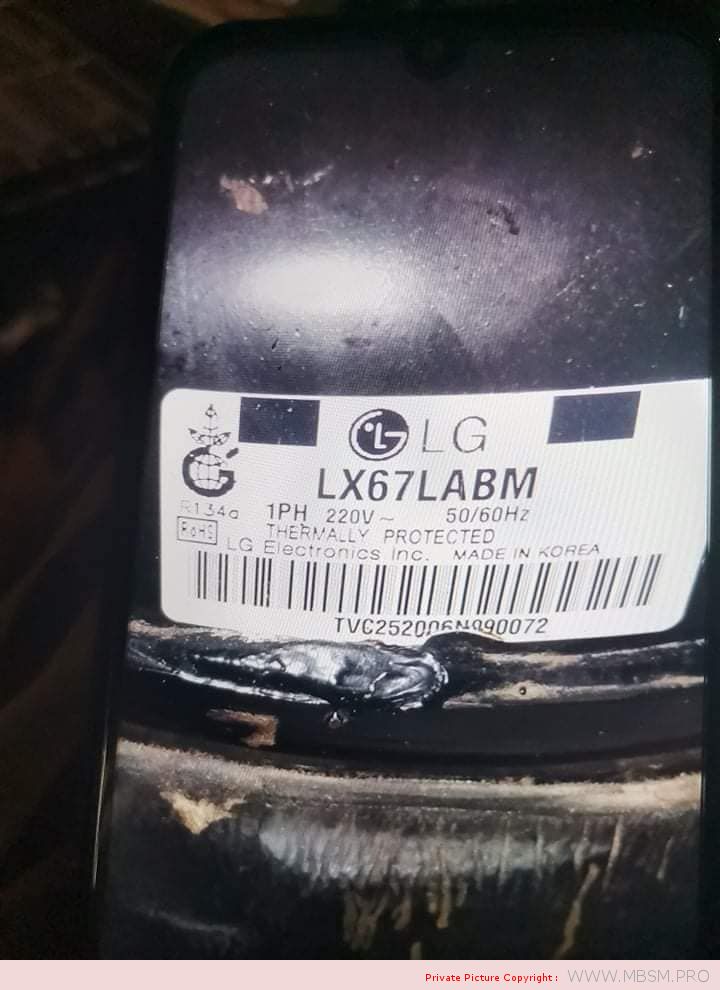 LG
LX67LABM
R134a 1PH 220V~ 50/60Hz
RoHS THERMALLY PROTECTED
LG Electronics Inc. MADE IN KOREA
TVC252006N090072
Private Picture Copyright : WWW.MBSM.PRO